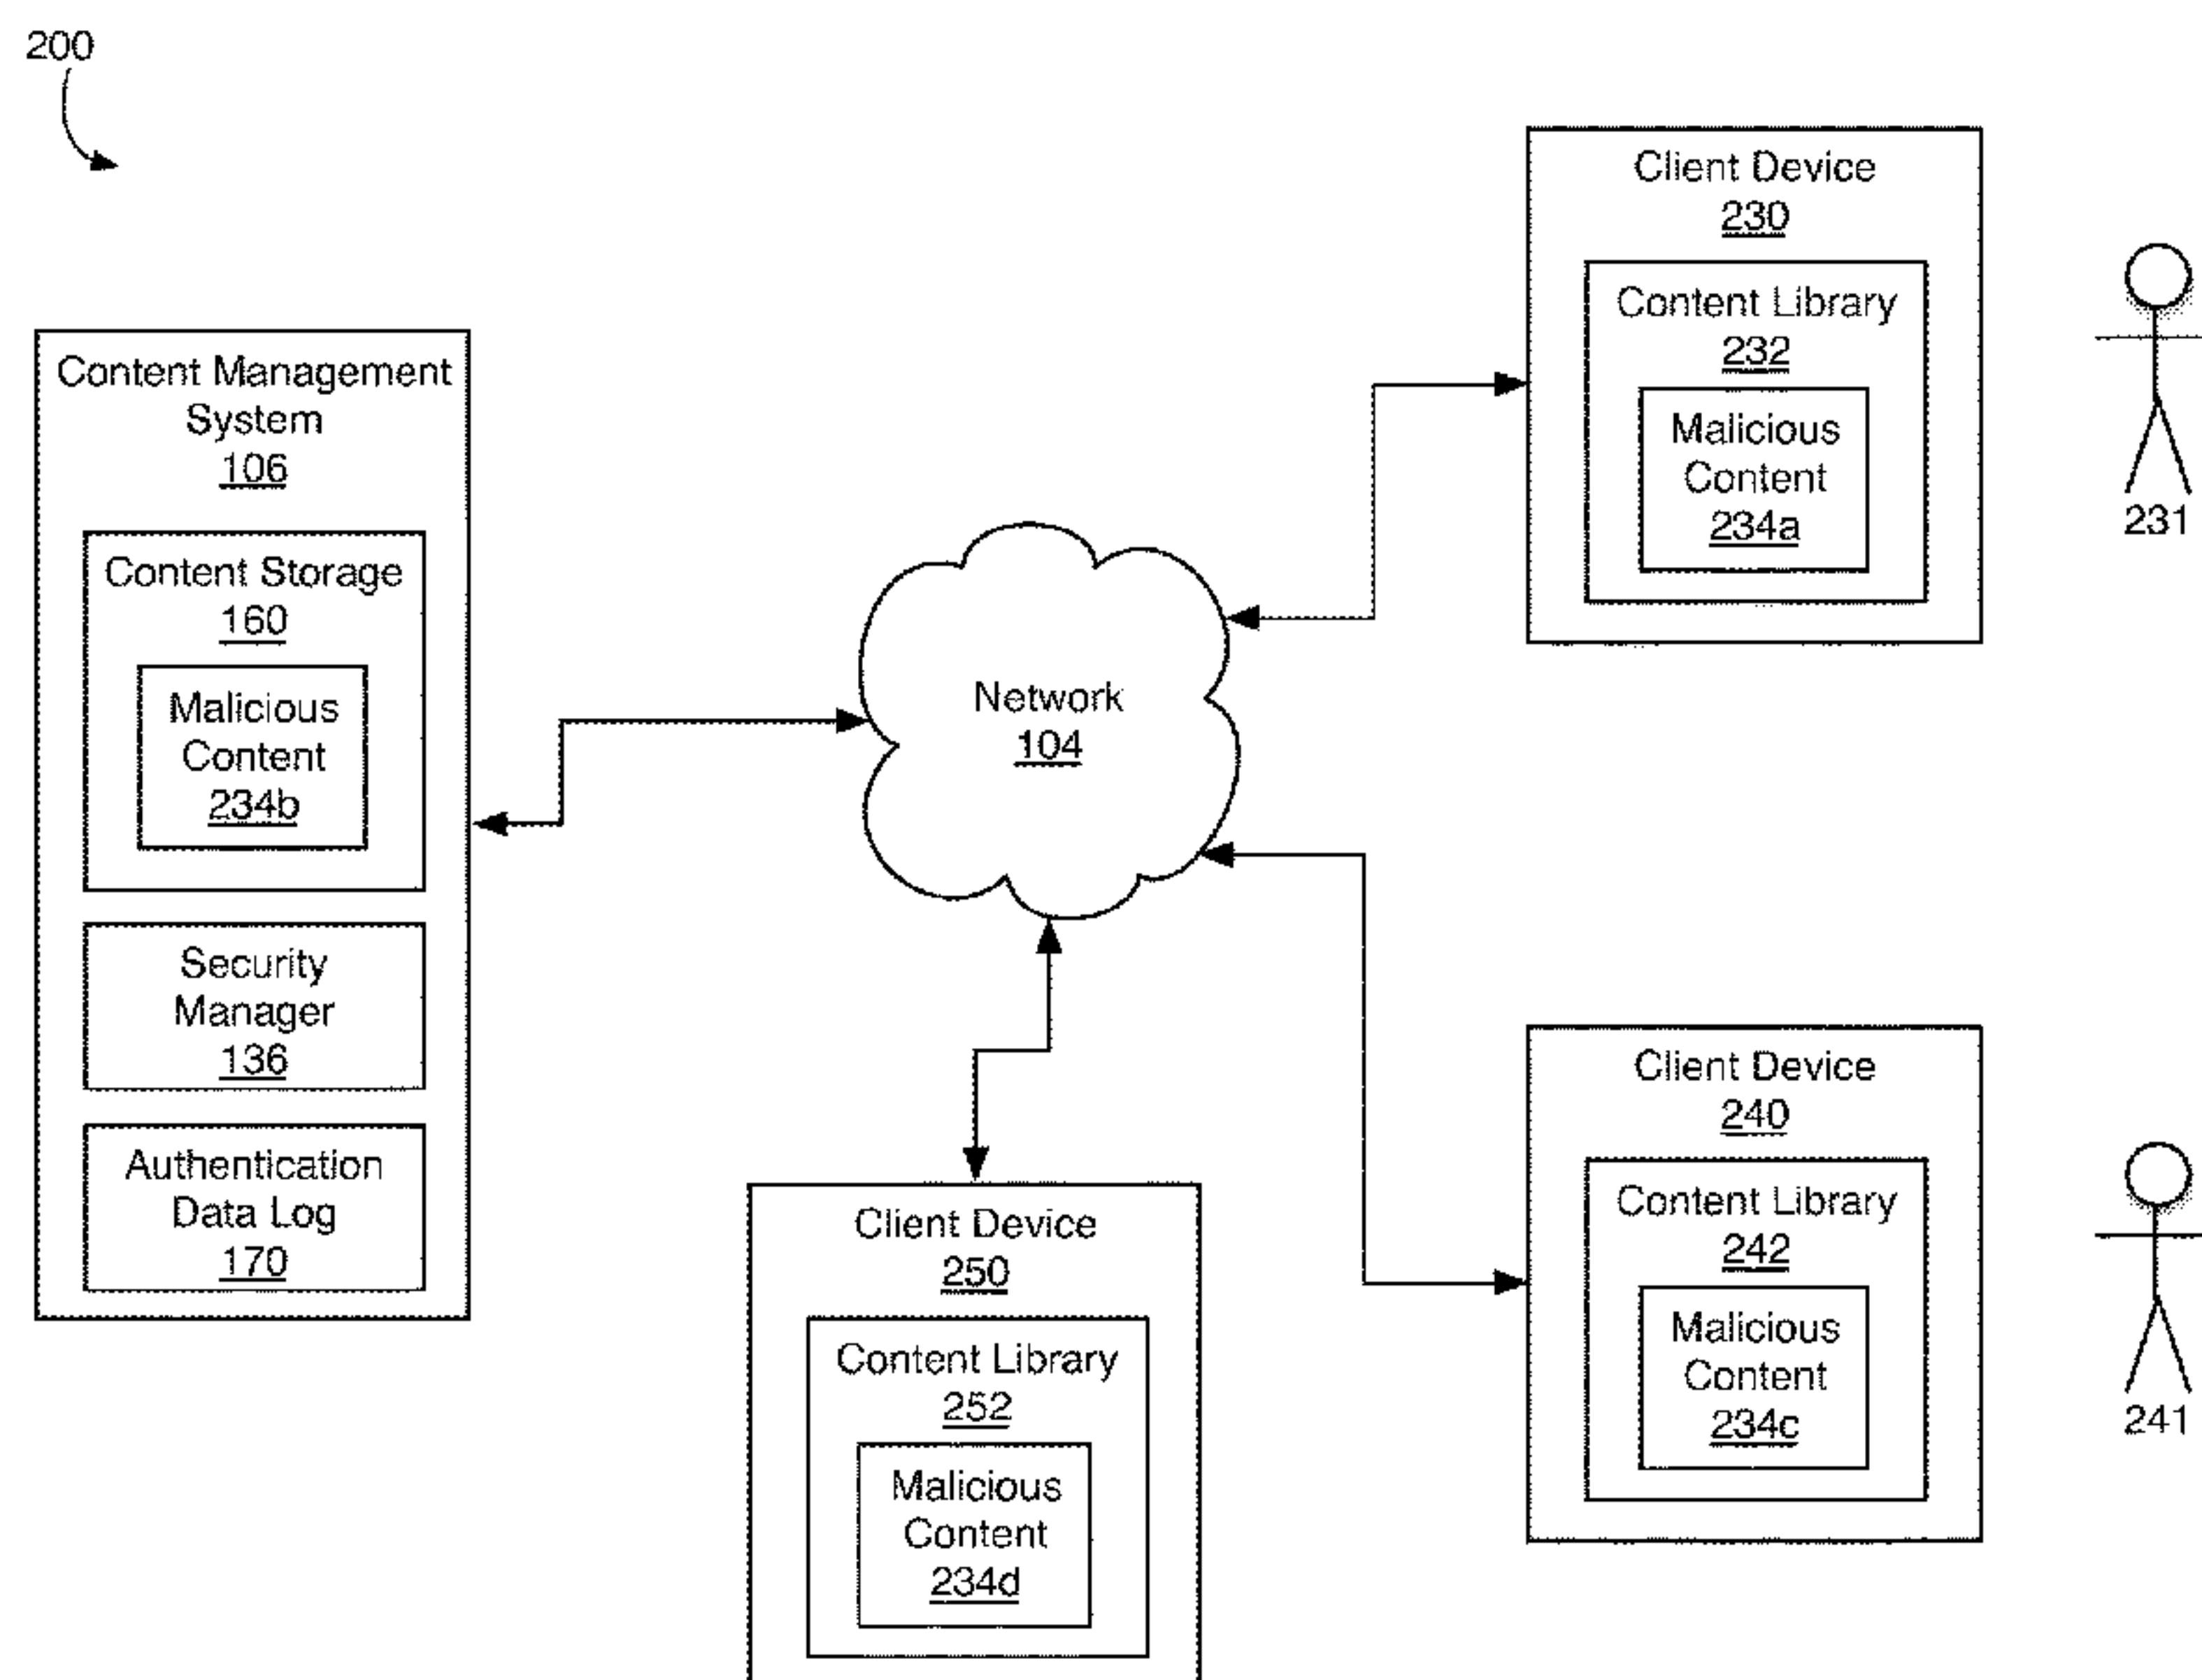 200
Content Management
System
106
Content Storage
160
Malicious
Content
234b
Security
Manager
136
Authentication
Data Log
170
Network
104
Client Device
230
Content Library
232
Malicious
Content
234a
231
Client Device
240
Content Library
242
Malicious
Content
234c
241
Client Device
250
Content Library
252
Malicious
Content
234d